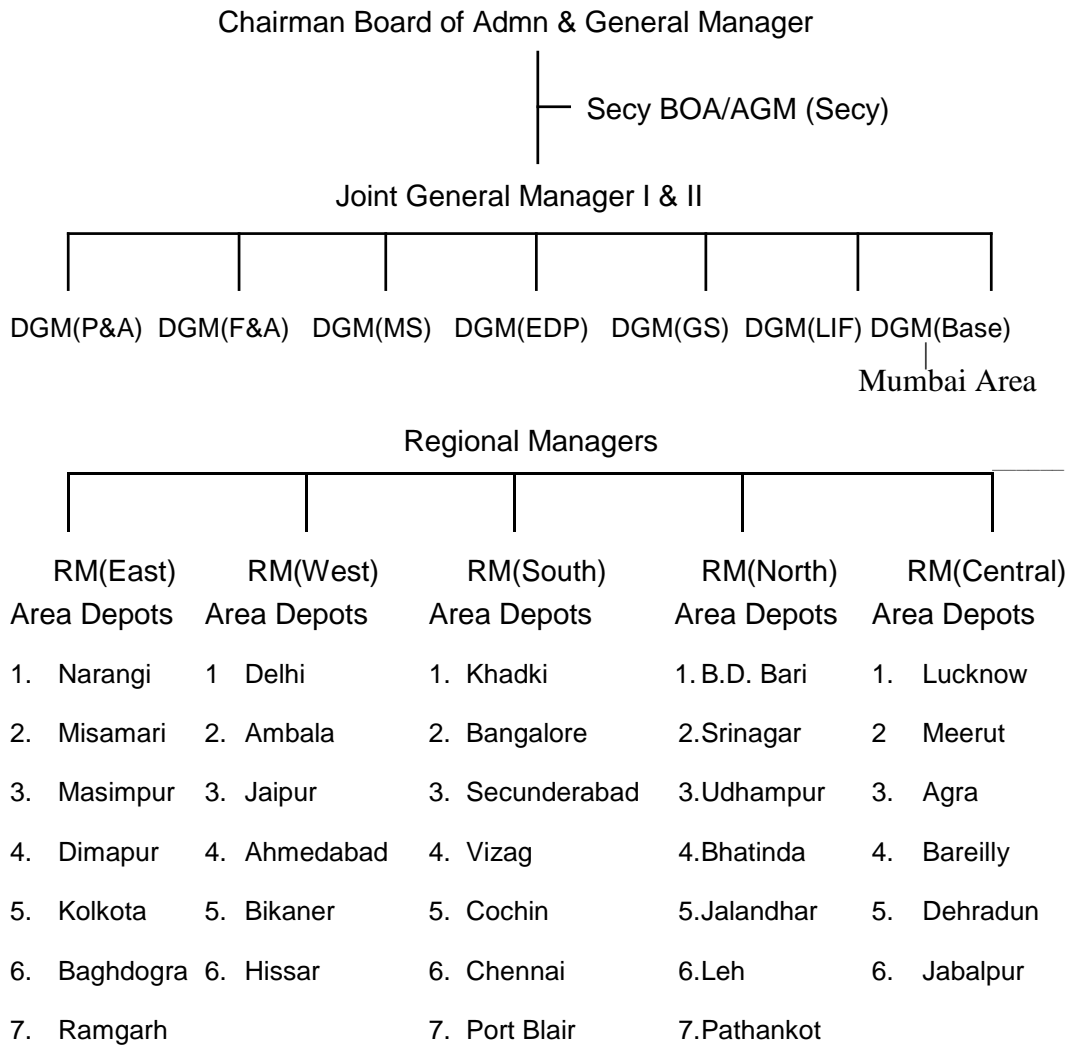 Chairman Board of Admn & General Manager
Secy BOA/AGM (Secy)
Joint General Manager I & II
DGM(P&A) DGM(F&A) DGM(MS) DGM(EDP) DGM(GS) DGM(LIF) DGM(Base)
Mumbai Area
Regional Managers
RM(East) RM(West) RM(South) RM(North) RM(Central)
Area Depots Area Depots Area Depots Area Depots Area Depots
1. Narangi 1 Delhi 1. Khadki 1. B.D. Bari 1. Lucknow
2. Misamari 2. Ambala 2. Bangalore 2.Srinagar 2 Meerut
3. Masimpur 3. Jaipur 3. Secunderabad 3.Udhampur 3. Agra
4. Dimapur 4. Ahmedabad 4. Vizag 4.Bhatinda 4. Bareilly
5. Kolkota 5. Bikaner 5. Cochin 5.Jalandhar 5. Dehradun
6. Baghdogra 6. Hissar 6. Chennai 6.Leh 6. Jabalpur
7. Ramgarh 7. Port Blair 7.Pathankot